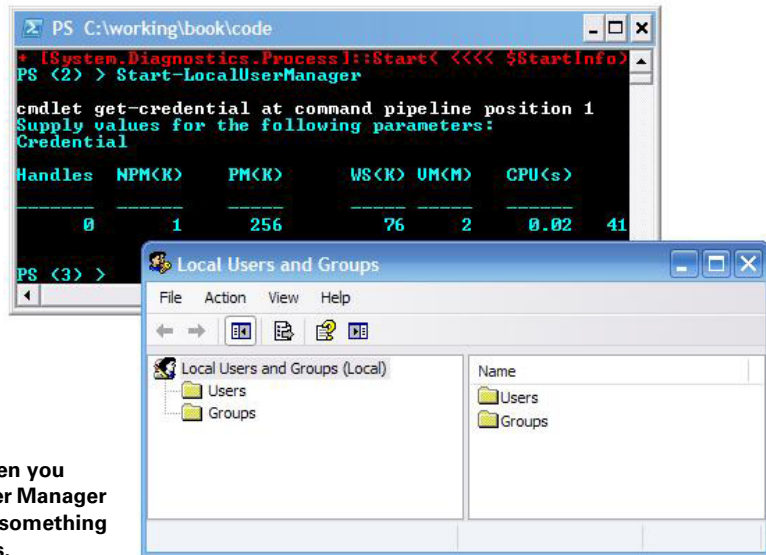 PS C:\working\book\code
+ [System.Diagnostics.Process]::Start( <<<< $StartInfo)
PS (2) > Start-LocalUserManager
cmdlet get-credential at command pipeline position 1
Supply values for the following parameters:
Credential
Handles NPM(K) PM(K) WS(K) VM(M) CPU(s)
------- ------ ----- ----- ----- ------
0 1 256 76 2 0.02 41
PS (3) >
Local Users and Groups
File Action View Help
Local Users and Groups (Local)
Users
Groups
Name
Users
Groups
en you
er Manager
something
s.